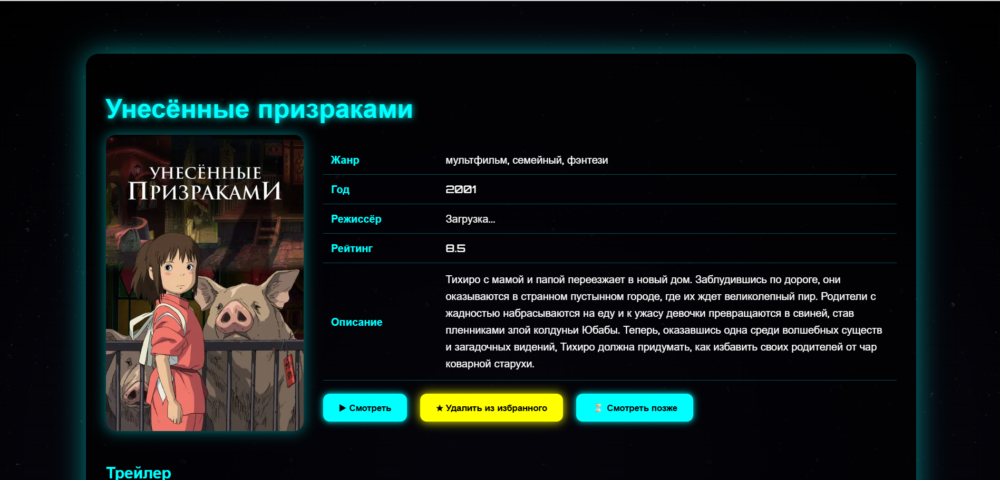 Унесённые призраками
УНЕСЁННЫЕ
ПРИЗРАКАМИ
Жанр
мультфильм, семейный, фэнтези
Год
2001
Режиссёр
Загрузка...
Рейтинг
8.5
Описание
Тихиро с мамой и папой переезжает в новый дом. Заблудившись по дороге, они
оказываются в странном пустынном городе, где их ждет великолепный пир. Родители с
жадностью набрасываются на еду и к ужасу девочки превращаются в свиней, став
пленниками злой колдуньи Юбабы. Теперь, оказавшись одна среди волшебных существ
и загадочных видений, Тихиро должна придумать, как избавить своих родителей от чар
коварной старухи.
▶ Смотреть
★ Удалить из избранного
⏳ Смотреть позже
Трейлер